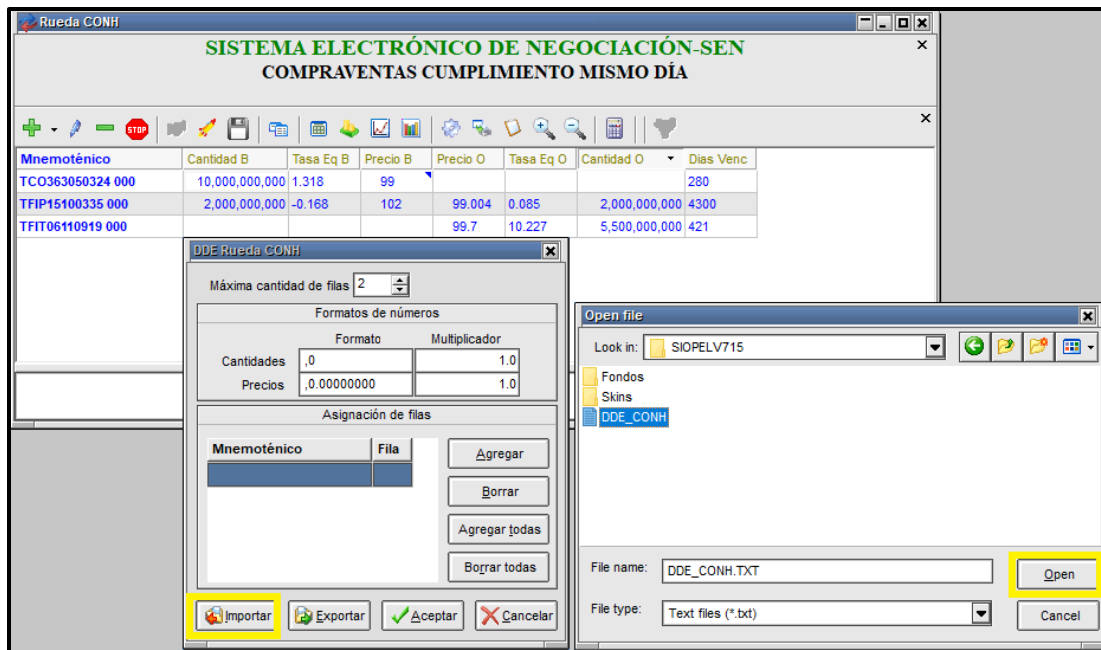 Rueda CONH
SISTEMA ELECTRÓNICO DE NEGOCIACIÓN-SEN
COMPRAVENTAS CUMPLIMIENTO MISMO DÍA
STOP
Mnemoténico Cantidad B Tasa Eq B Precio B Precio O Tasa Eq O Cantidad O Dias Venc
TCO363050324 000 10,000,000,000 1.318 99 280
TFIP15100335 000 2,000,000,000 -0.168 102 99.004 0.085 2,000,000,000 4300
TFIT06110919 000 99.7 10.227 5,500,000,000 421
DDE Rueda CONH
Máxima cantidad de filas 2
Formatos de números
Formato Multiplicador
Cantidades ,0 1.0
Precios ,0.00000000 1.0
Asignación de filas
Mnemoténico Fila
Agregar
Borrar
Agregar todas
Borrar todas
Importar Exportar Aceptar Cancelar
Open file
Look in: SIOPELV715
Fondos
Skins
DDE_CONH
File name: DDE_CONH.TXT Open
File type: Text files (*.txt) Cancel